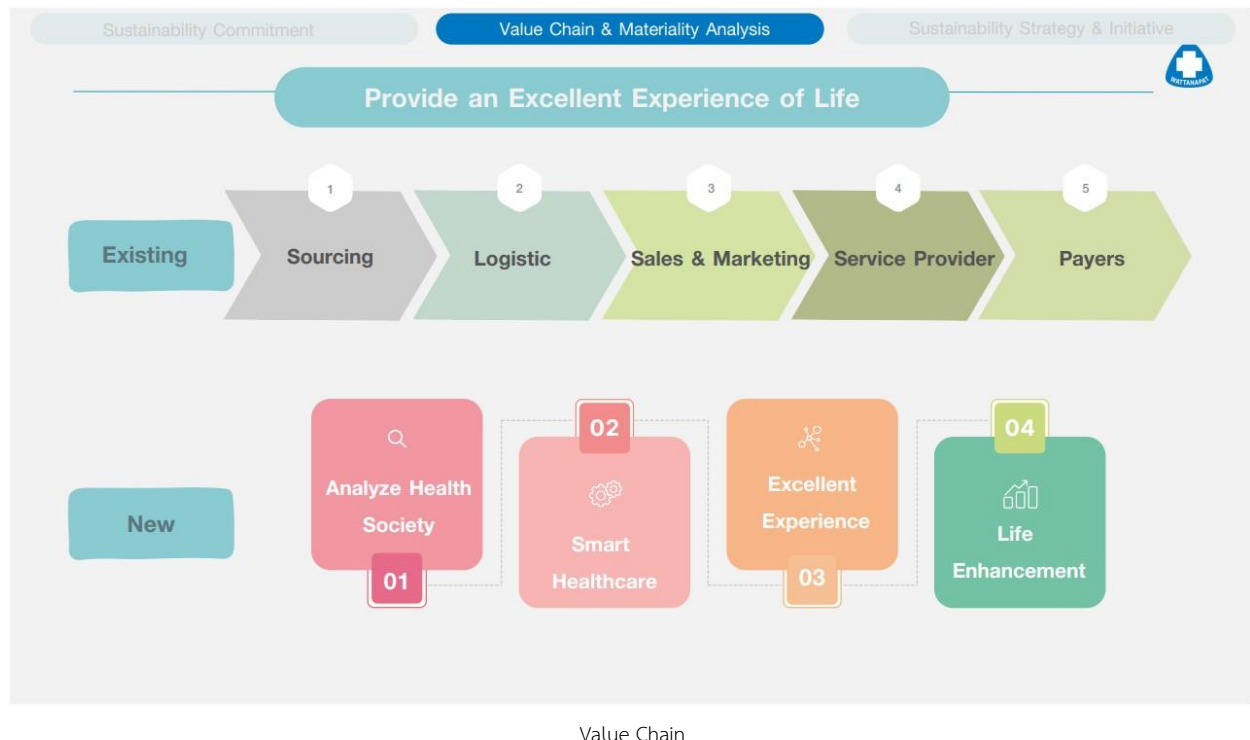 Sustainability Commitment
Value Chain & Materiality Analysis
Sustainability Strategy & Initiative
WATTANAPAT
Provide an Excellent Experience of Life
Existing
1
Sourcing
2
Logistic
3
Sales & Marketing
4
Service Provider
5
Payers
New
Analyze Health
Society
01
02
Smart
Healthcare
Excellent
Experience
03
04
Life
Enhancement
Value Chain